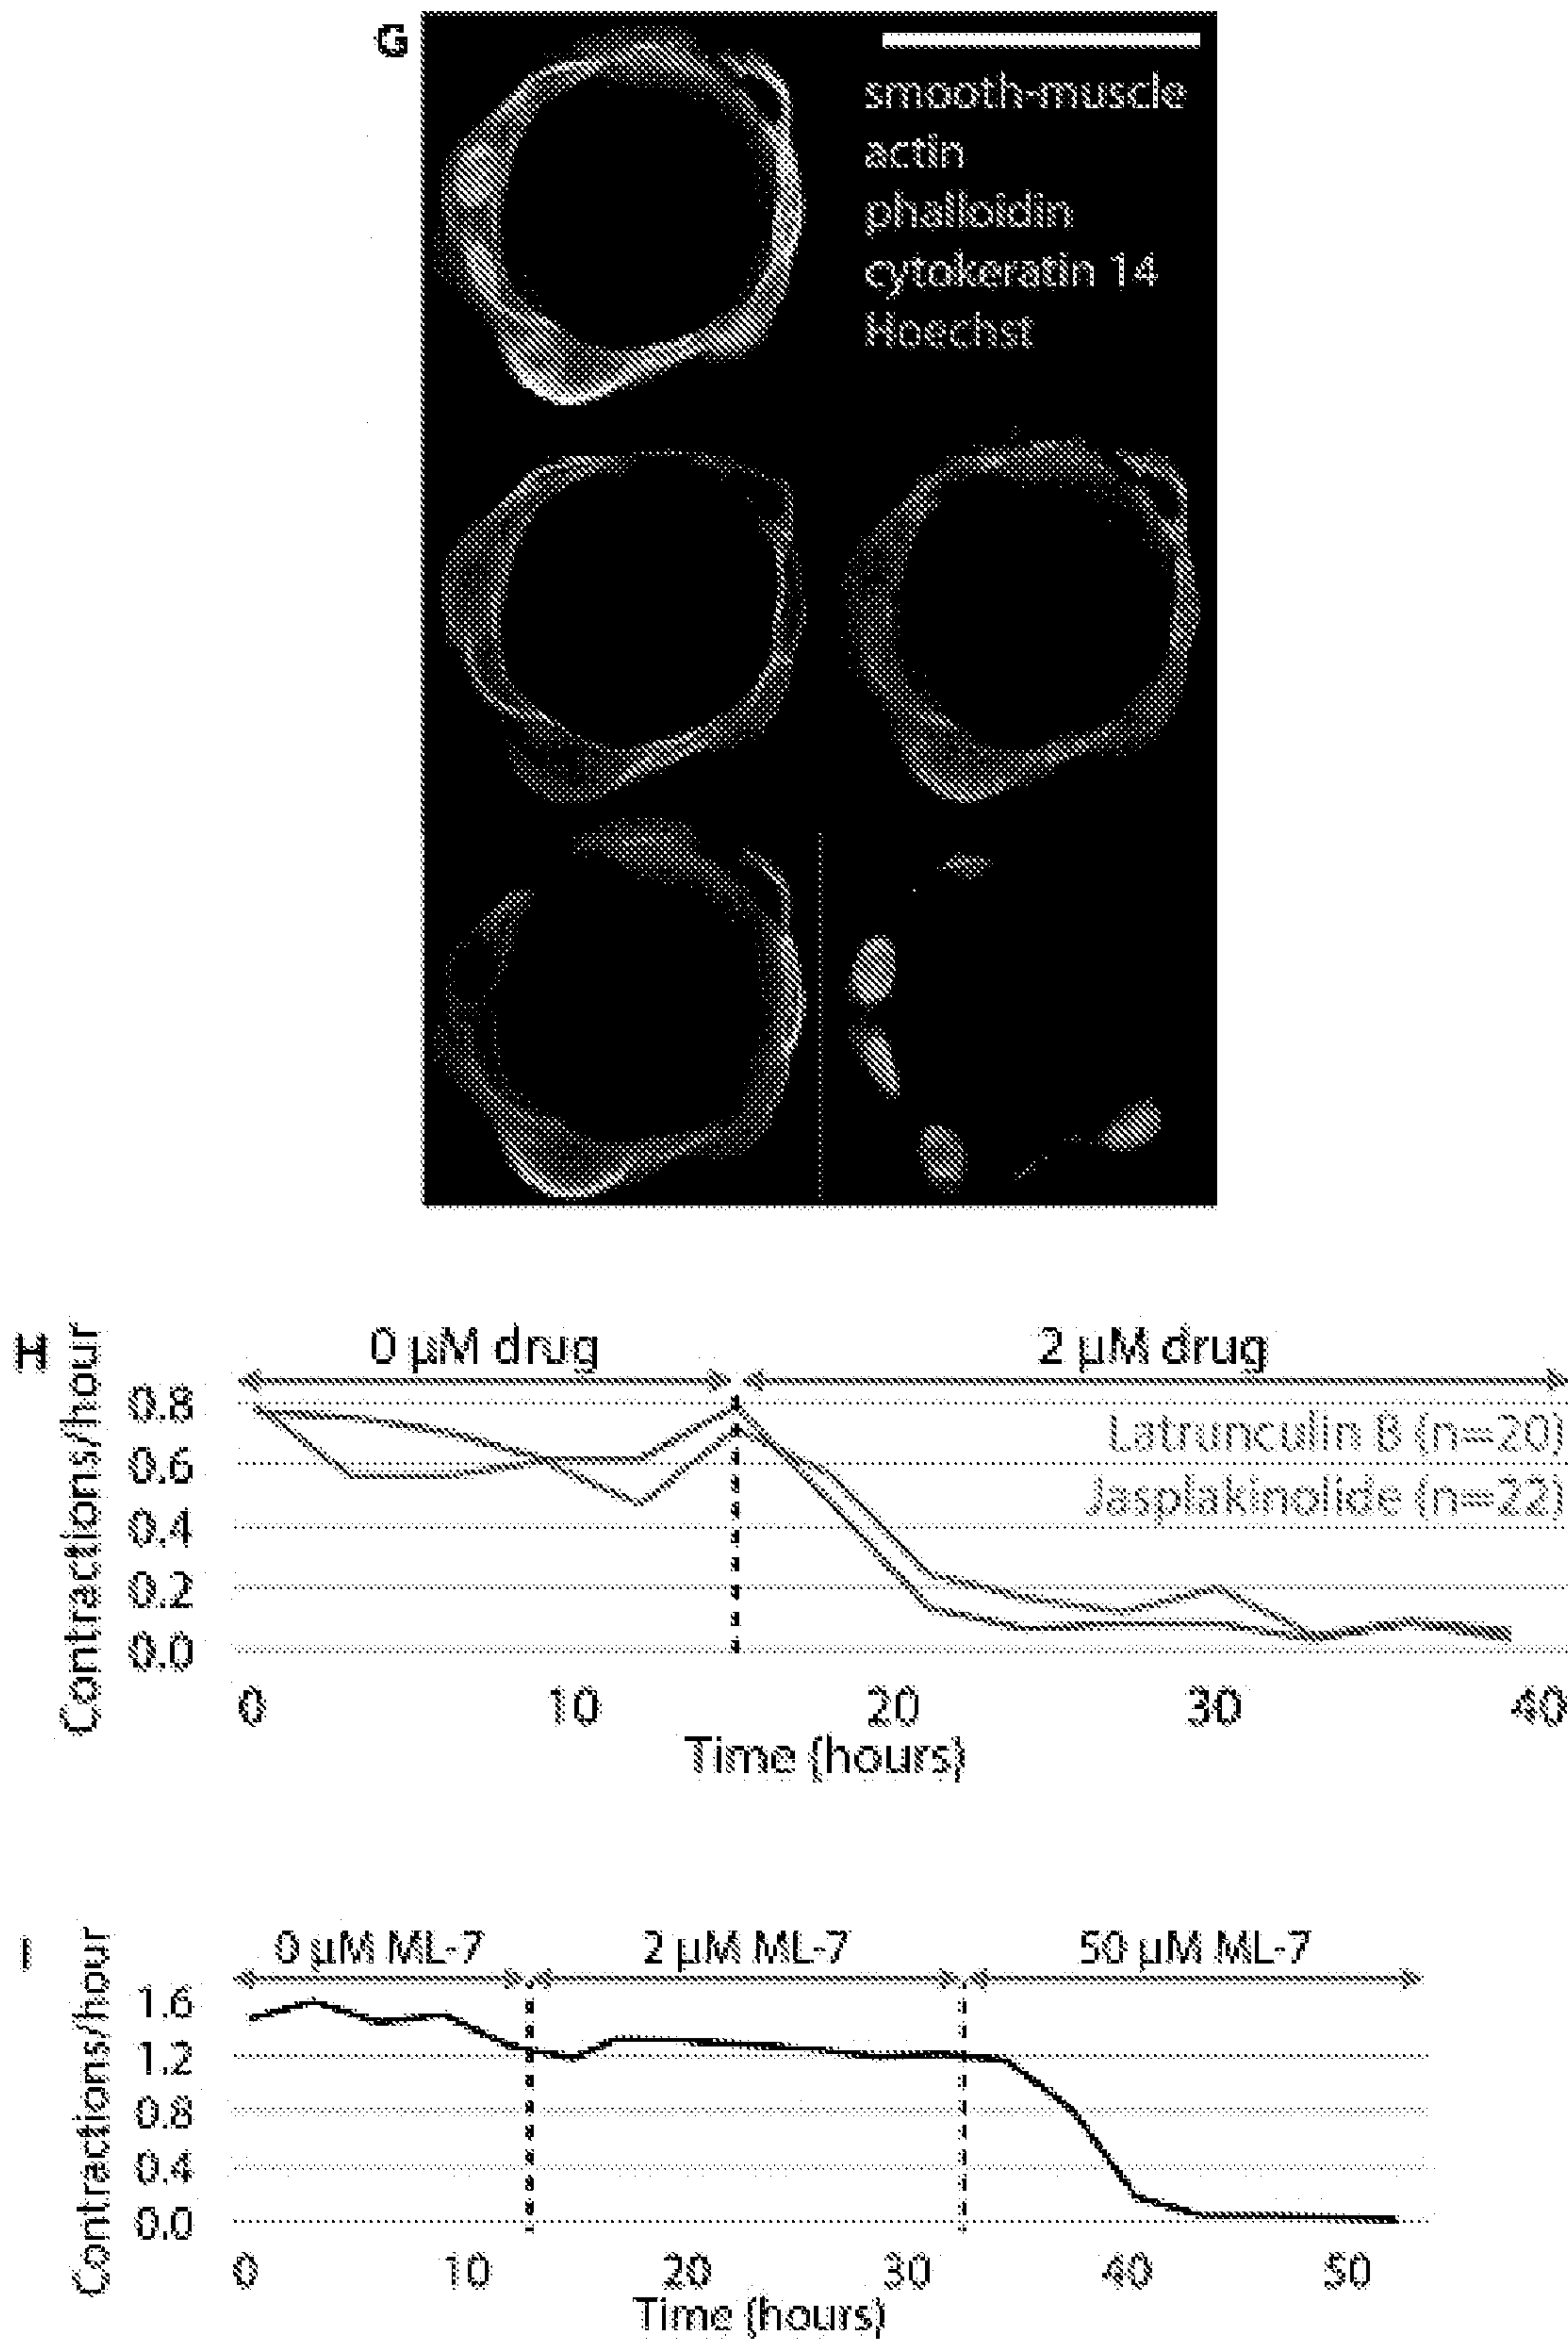 G
smooth-muscle
actin
phalloidin
cytokeratin 14
Hoechst
H
Contractions/hour
0 µM drug
2 µM drug
0.8
0.6
0.4
0.2
0.0
Latrunculin B (n=20)
Jasplakinolide (n=22)
0 10 20 30 40
Time (hours)
I
Contractions/hour
0 µM ML-7
2 µM ML-7
50 µM ML-7
1.6
1.2
0.8
0.4
0.0
0 10 20 30 40 50
Time (hours)